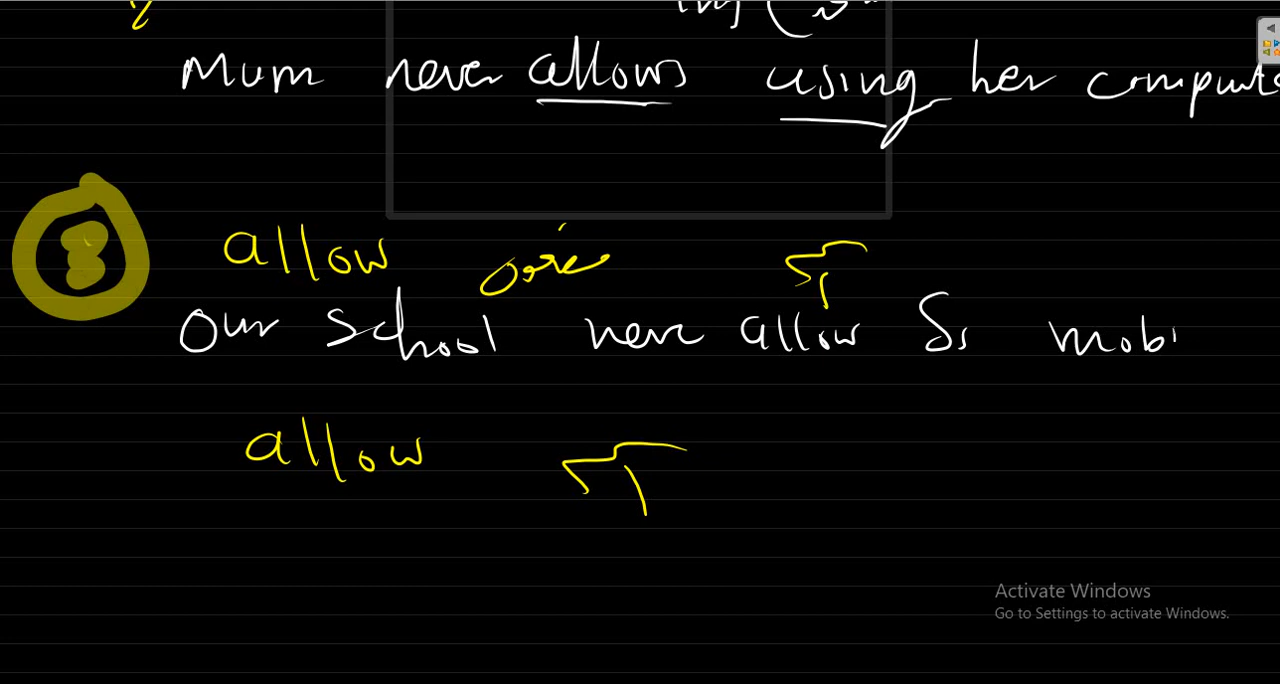 Mum never allows using her compute
allow
Our school never allow Ss mobi
allow
Activate Windows
Go to Settings to activate Windows.